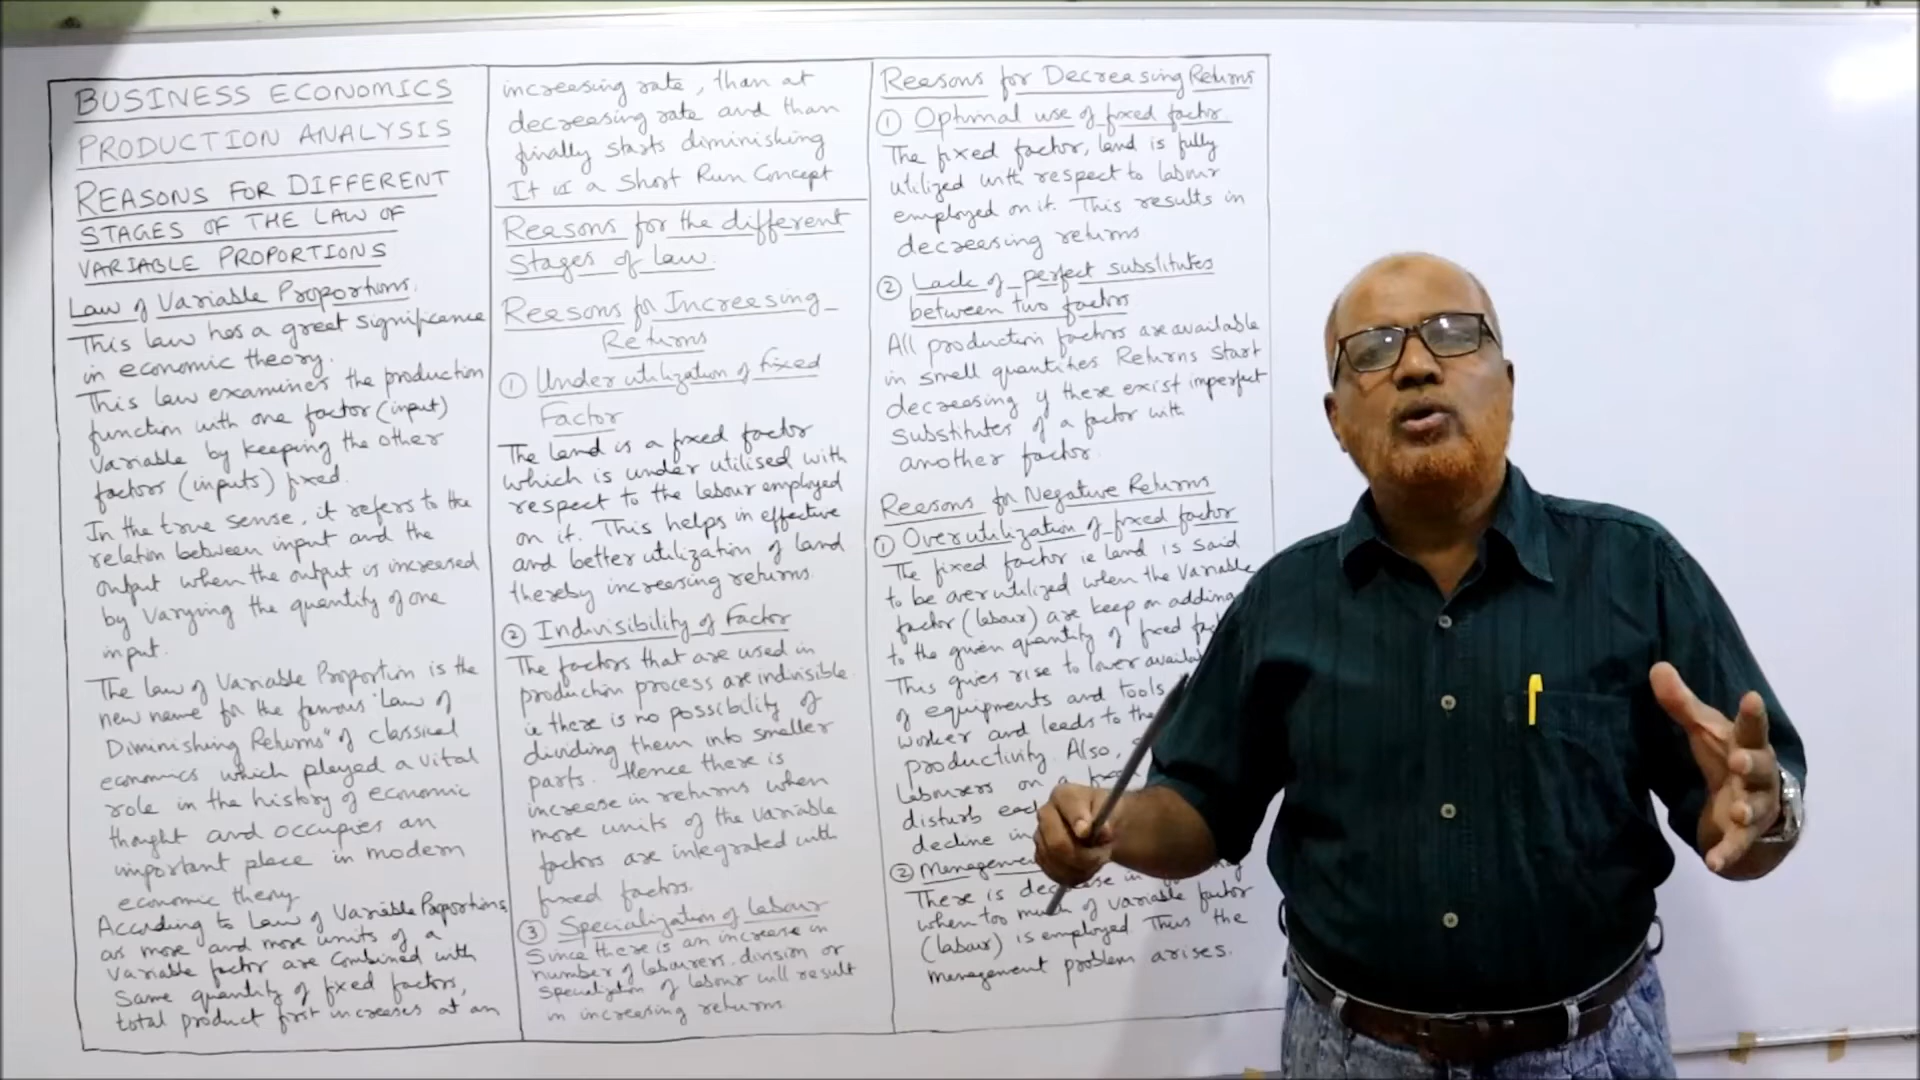 BUSINESS ECONOMICS
PRODUCTION ANALYSIS
REASONS FOR DIFFERENT
STAGES OF THE LAW OF
VARIABLE PROPORTIONS
Law of Variable Proportions.
This law has a great significance
in economic theory.
This law examines the production
function with one factor (input)
variable by keeping the other
factors (inputs) fixed.
In the true sense, it refers to the
relation between input and the
output when the output is increased
by varying the quantity of one
input.
The law of Variable Proportion is the
new name for the famous "Law of
Diminishing Returns" of classical
economics which played a vital
role in the history of economic
thought and occupies an
important place in modern
economic theory
According to Law of Variable Proportions,
as more and more units of a
variable factor are combined with
same quantity of fixed factors,
total product first increases at an
increasing rate, than at
decreasing rate and than
finally starts diminishing
It is a Short Run Concept
Reasons for the different
Stages of Law.
Reasons for Increasing
Returns
① Under utilization of fixed
Factor
The land is a fixed factor
which is under utilised with
respect to the labour employed
on it. This helps in effective
and better utilization of land
thereby increasing returns.
② Indivisibility of Factor
The factors that are used in
production process are indivisible.
ie there is no possibility of
dividing them into smaller
parts. Hence there is
increase in returns when
more units of the variable
factors are integrated with
fixed factors.
③ Specialization of labour
Since there is an increase in
number of labourers, division or
specialization of labour will result
in increasing returns
Reasons for Decreasing Returns
① Optimal use of fixed factor
The fixed factor, land is fully
utilized with respect to labour
employed on it. This results in
decreasing returns
② Lack of perfect substitutes
between two factors
All production factors are available
in small quantities Returns start
decreasing if there exist imperfect
substitutes of a factor with
another factor.
Reasons for Negative Returns
① Over utilization of fixed factor
The fixed factor ie land is said
to be over utilized when the variable
factor (labour) are keep on adding
to the given quantity of fixed
This gives rise to lower
of equipments and tools
worker and leads to the
productivity. Also,
labourers on a
disturb
decline in
②
There is decrease in
when too much of variable factor
(labour) is employed Thus the
management problem arises.